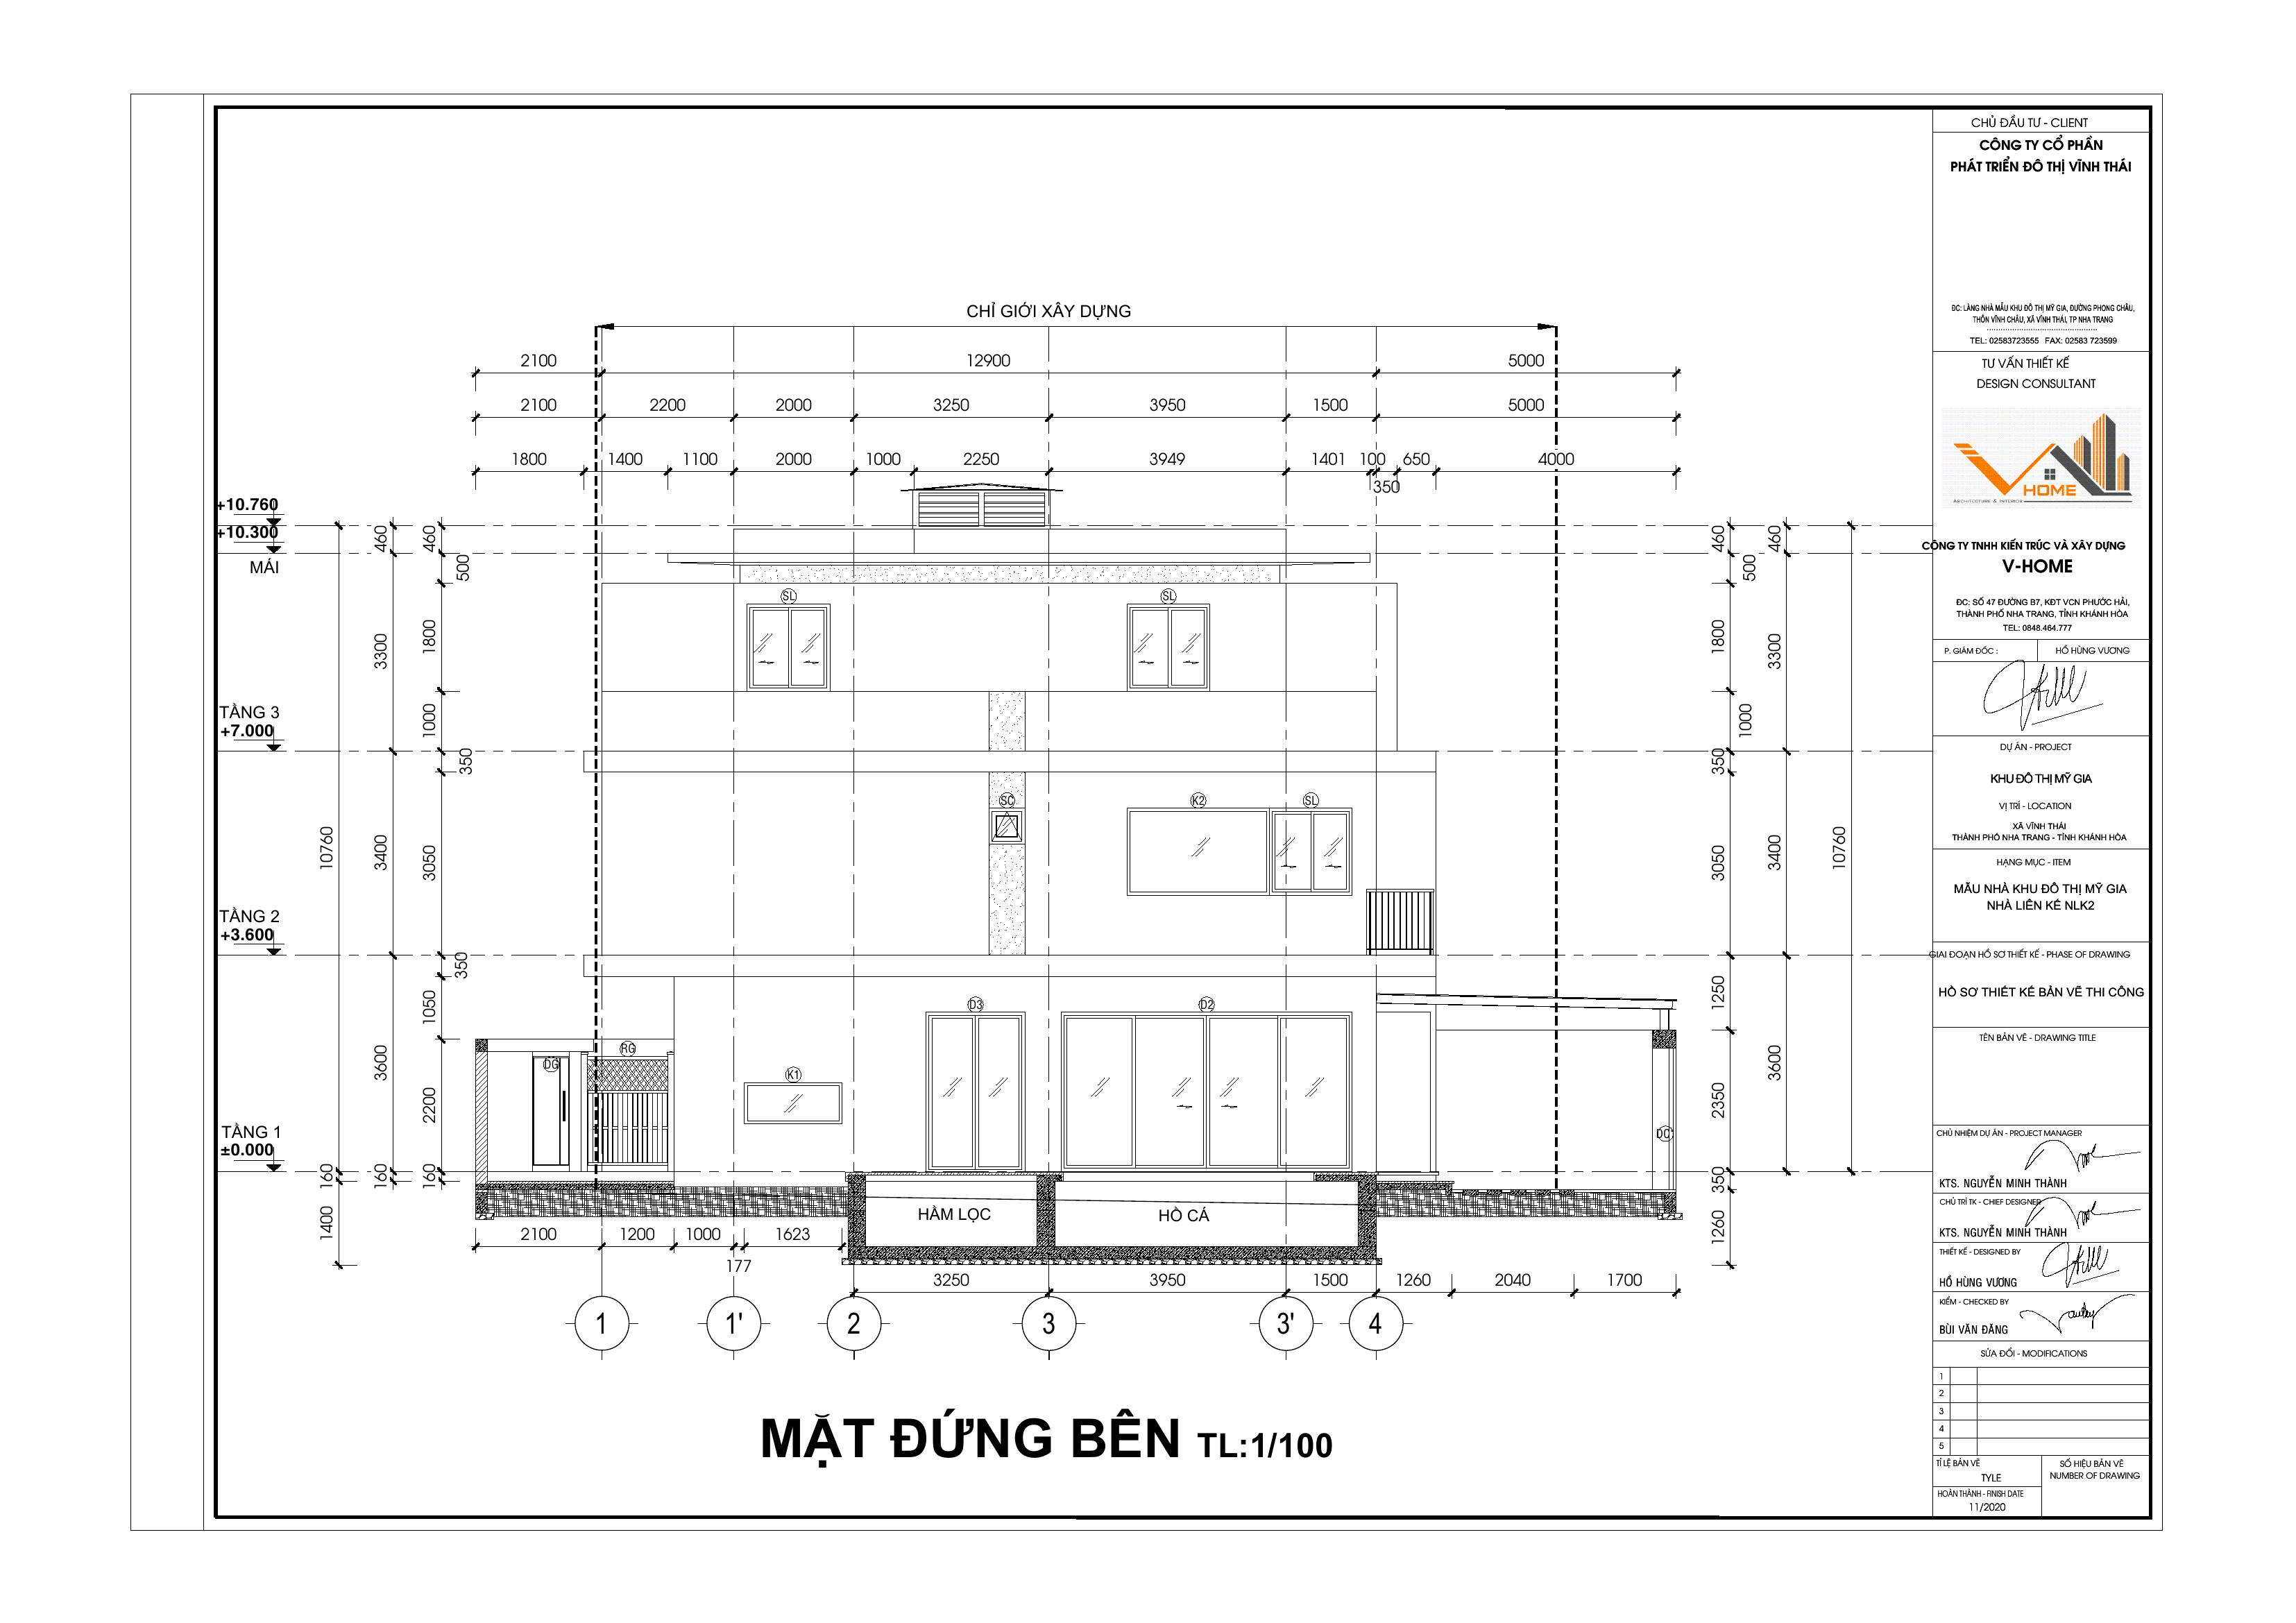 CHỈ GIỚI XÂY DỰNG
2100 12900 5000
2100 2200 2000 3250 3950 1500 5000
1800 1400 1100 2000 1000 2250 3949 1401 100 650 4000
350
+10.760
+10.300
MÁI
TẦNG 3
+7.000
TẦNG 2
+3.600
TẦNG 1
±0.000
10760
160
1400
460
3300
3400
3600
160
460
500
1800
1000
350
3050
350
1050
2200
160
SL SL
SC K2 SL
D3 D2
RG
DG
K1
DC
HẦM LỌC HỒ CÁ
460
500
1800
1000
350
3050
1250
2350
350
1260
460
3300
3400
3600
10760
2100 1200 1000 1623
177
3250 3950 1500 1260 2040 1700
1 1' 2 3 3' 4
MẶT ĐỨNG BÊN TL:1/100
CHỦ ĐẦU TƯ - CLIENT
CÔNG TY CỔ PHẦN
PHÁT TRIỂN ĐÔ THỊ VĨNH THÁI
ĐC: LÀNG NHÀ MẪU KHU ĐÔ THỊ MỸ GIA, ĐƯỜNG PHONG CHÂU,
THÔN VĨNH CHÂU, XÃ VĨNH THÁI, TP NHA TRANG
TEL: 02583723555 FAX: 02583 723599
TƯ VẤN THIẾT KẾ
DESIGN CONSULTANT
HOME
ARCHITECTURE & INTERIOR
CÔNG TY TNHH KIẾN TRÚC VÀ XÂY DỰNG
V-HOME
ĐC: SỐ 47 ĐƯỜNG B7, KĐT VCN PHƯỚC HẢI,
THÀNH PHỐ NHA TRANG, TỈNH KHÁNH HÒA
TEL: 0848.464.777
P. GIÁM ĐỐC : HỒ HÙNG VƯƠNG
DỰ ÁN - PROJECT
KHU ĐÔ THỊ MỸ GIA
VỊ TRÍ - LOCATION
XÃ VĨNH THÁI
THÀNH PHỐ NHA TRANG - TỈNH KHÁNH HÒA
HẠNG MỤC - ITEM
MẪU NHÀ KHU ĐÔ THỊ MỸ GIA
NHÀ LIÊN KẾ NLK2
GIAI ĐOẠN HỒ SƠ THIẾT KẾ - PHASE OF DRAWING
HỒ SƠ THIẾT KẾ BẢN VẼ THI CÔNG
TÊN BẢN VẼ - DRAWING TITLE
CHỦ NHIỆM DỰ ÁN - PROJECT MANAGER
KTS. NGUYỄN MINH THÀNH
CHỦ TRÌ TK - CHIEF DESIGNER
KTS. NGUYỄN MINH THÀNH
THIẾT KẾ - DESIGNED BY
HỒ HÙNG VƯƠNG
KIỂM - CHECKED BY
BÙI VĂN ĐĂNG
SỬA ĐỔI - MODIFICATIONS
1
2
3
4
5
TỈ LỆ BẢN VẼ SỐ HIỆU BẢN VẼ
TYLE NUMBER OF DRAWING
HOÀN THÀNH - FINISH DATE
11/2020